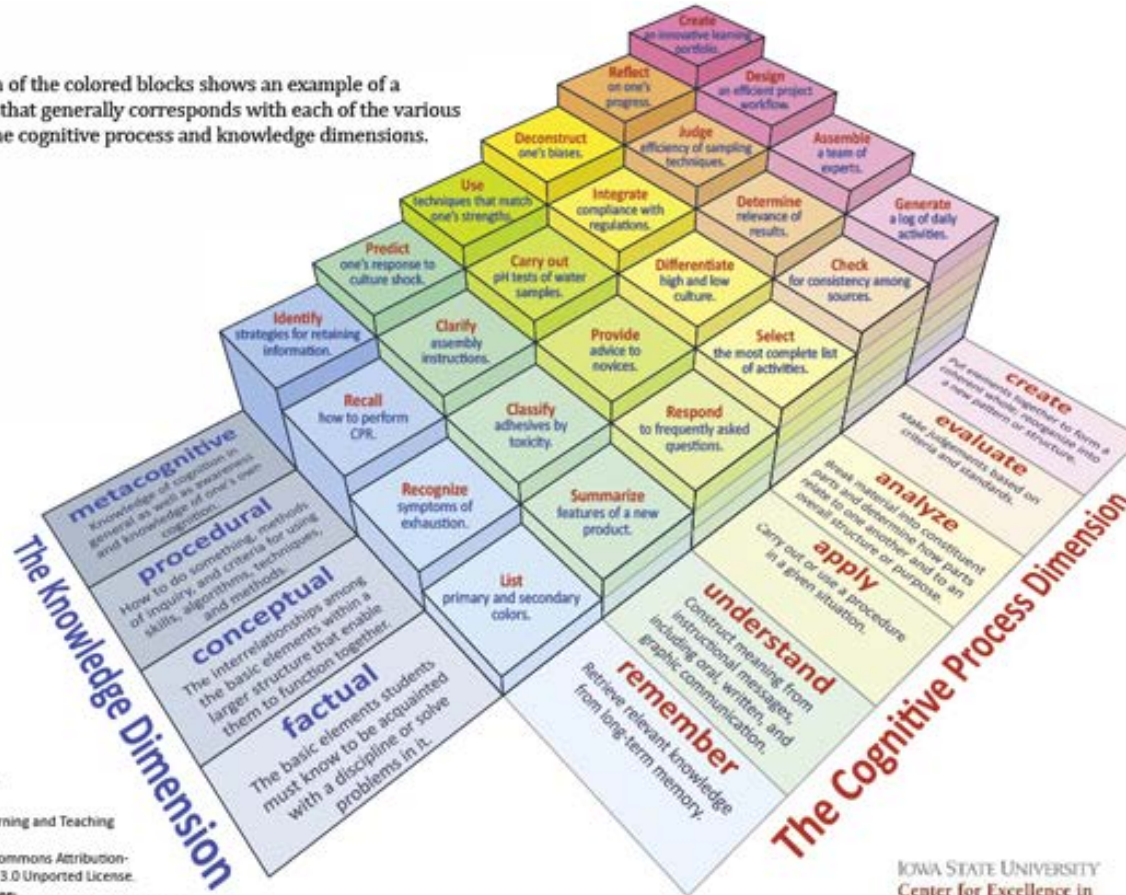 of the colored blocks shows an example of a
that generally corresponds with each of the various
cognitive process and knowledge dimensions.
Create
an innovative learning
portfolio.
Reflect
on one's
progress.
Design
an efficient project
workflow.
Deconstruct
one's biases.
Judge
efficiency of sampling
techniques.
Assemble
a team of
experts.
Use
techniques that match
one's strengths.
Integrate
compliance with
regulations.
Determine
relevance of
results.
Generate
a log of daily
activities.
Predict
one's response to
culture shock.
Carry out
pH tests of water
samples.
Differentiate
high and low
culture.
Check
for consistency among
sources.
Identify
strategies for retaining
information.
Clarify
assembly
instructions.
Provide
advice to
novices.
Select
the most complete list
of activities.
Recall
how to perform
CPR.
Classify
adhesives by
toxicity.
Respond
to frequently asked
questions.
Recognize
symptoms of
exhaustion.
Summarize
features of a new
product.
List
primary and secondary
colors.
metacognitive
Knowledge of cognition in
general as well as awareness
and knowledge of one's own
cognition.
procedural
How to do something, methods
of inquiry, and criteria for using
skills, algorithms, techniques,
and methods.
conceptual
The interrelationships among
the basic elements within a
larger structure that enable
them to function together.
factual
The basic elements students
must know to be acquainted
with a discipline or solve
problems in it.
The Knowledge Dimension
create
Put elements together to form a
coherent whole; reorganize into
a new pattern or structure.
evaluate
Make judgements based on
criteria and standards.
analyze
Break material into constituent
parts and determine how parts
relate to one another and to an
overall structure or purpose.
apply
Carry out or use a procedure
in a given situation.
understand
Construct meaning from
instructional messages,
including oral, written, and
graphic communication.
remember
Retrieve relevant knowledge
from long-term memory.
The Cognitive Process Dimension
and Teaching
Attribution-
3.0 Unported License.
IOWA STATE UNIVERSITY
Center for Excellence in